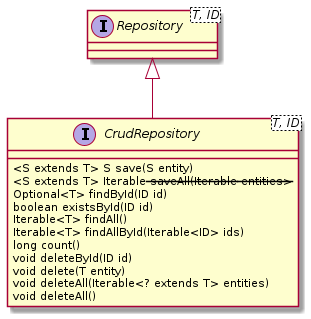 I Repository T, ID
I CrudRepository T, ID
<S extends T> S save(S entity)
<S extends T> Iterable saveAll(Iterable entities>
Optional<T> findById(ID id)
boolean existsById(ID id)
Iterable<T> findAll()
Iterable<T> findAllById(Iterable<ID> ids)
long count()
void deleteById(ID id)
void delete(T entity)
void deleteAll(Iterable<? extends T> entities)
void deleteAll()